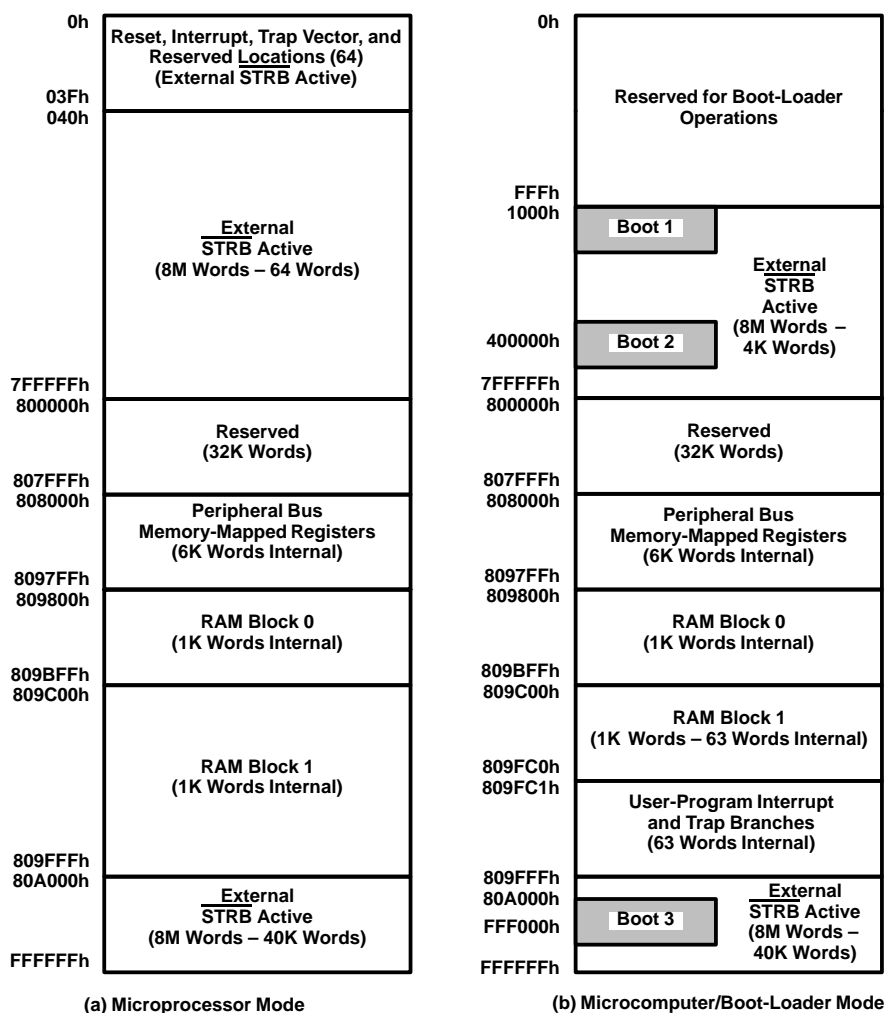 0h
Reset, Interrupt, Trap Vector, and
Reserved Locations (64)
(External STRB Active)
03Fh
040h
External
STRB Active
(8M Words – 64 Words)
7FFFFFh
800000h
Reserved
(32K Words)
807FFFh
808000h
Peripheral Bus
Memory-Mapped Registers
(6K Words Internal)
8097FFh
809800h
RAM Block 0
(1K Words Internal)
809BFFh
809C00h
RAM Block 1
(1K Words Internal)
809FFFh
80A000h
External
STRB Active
(8M Words – 40K Words)
FFFFFFh
(a) Microprocessor Mode
0h
Reserved for Boot-Loader
Operations
FFFh
1000h
Boot 1
External
STRB
Active
(8M Words –
4K Words)
400000h
Boot 2
7FFFFFh
800000h
Reserved
(32K Words)
807FFFh
808000h
Peripheral Bus
Memory-Mapped Registers
(6K Words Internal)
8097FFh
809800h
RAM Block 0
(1K Words Internal)
809BFFh
809C00h
RAM Block 1
(1K Words – 63 Words Internal)
809FC0h
809FC1h
User-Program Interrupt
and Trap Branches
(63 Words Internal)
809FFFh
80A000h
FFF000h
Boot 3
External
STRB Active
(8M Words –
40K Words)
FFFFFFh
(b) Microcomputer/Boot-Loader Mode